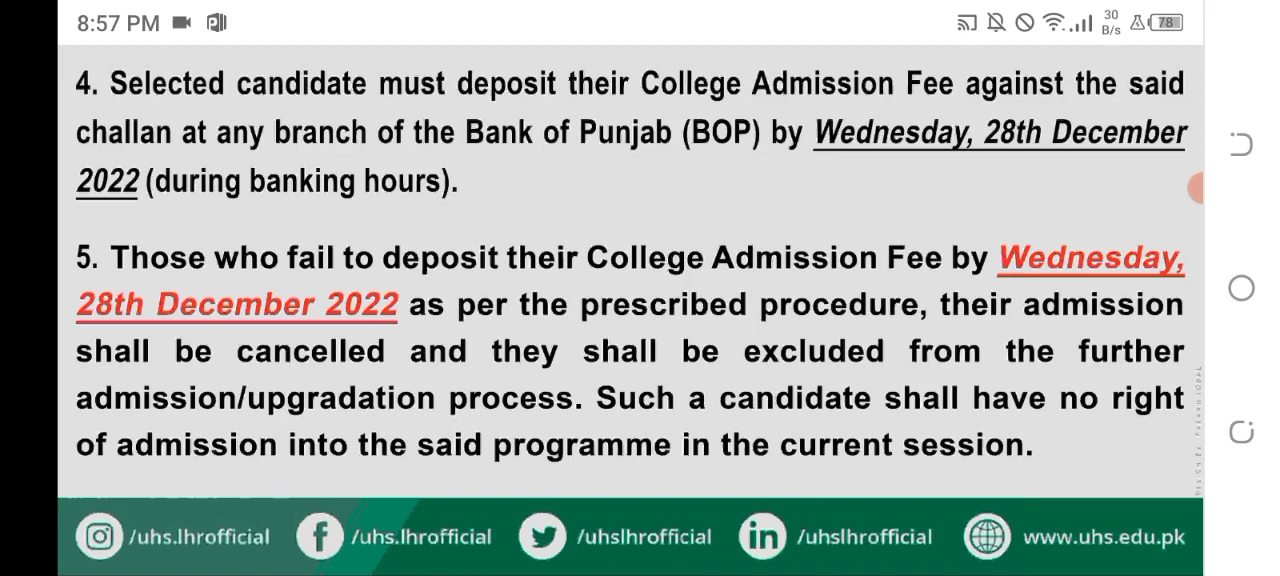 8:57 PM
30
B/s
78
4. Selected candidate must deposit their College Admission Fee against the said
challan at any branch of the Bank of Punjab (BOP) by Wednesday, 28th December
2022 (during banking hours).
5. Those who fail to deposit their College Admission Fee by Wednesday,
28th December 2022 as per the prescribed procedure, their admission
shall be cancelled and they shall be excluded from the further
admission/upgradation process. Such a candidate shall have no right
of admission into the said programme in the current session.
/uhs.lhrofficial
/uhs.lhrofficial
/uhslhrofficial
/uhslhrofficial
www.uhs.edu.pk